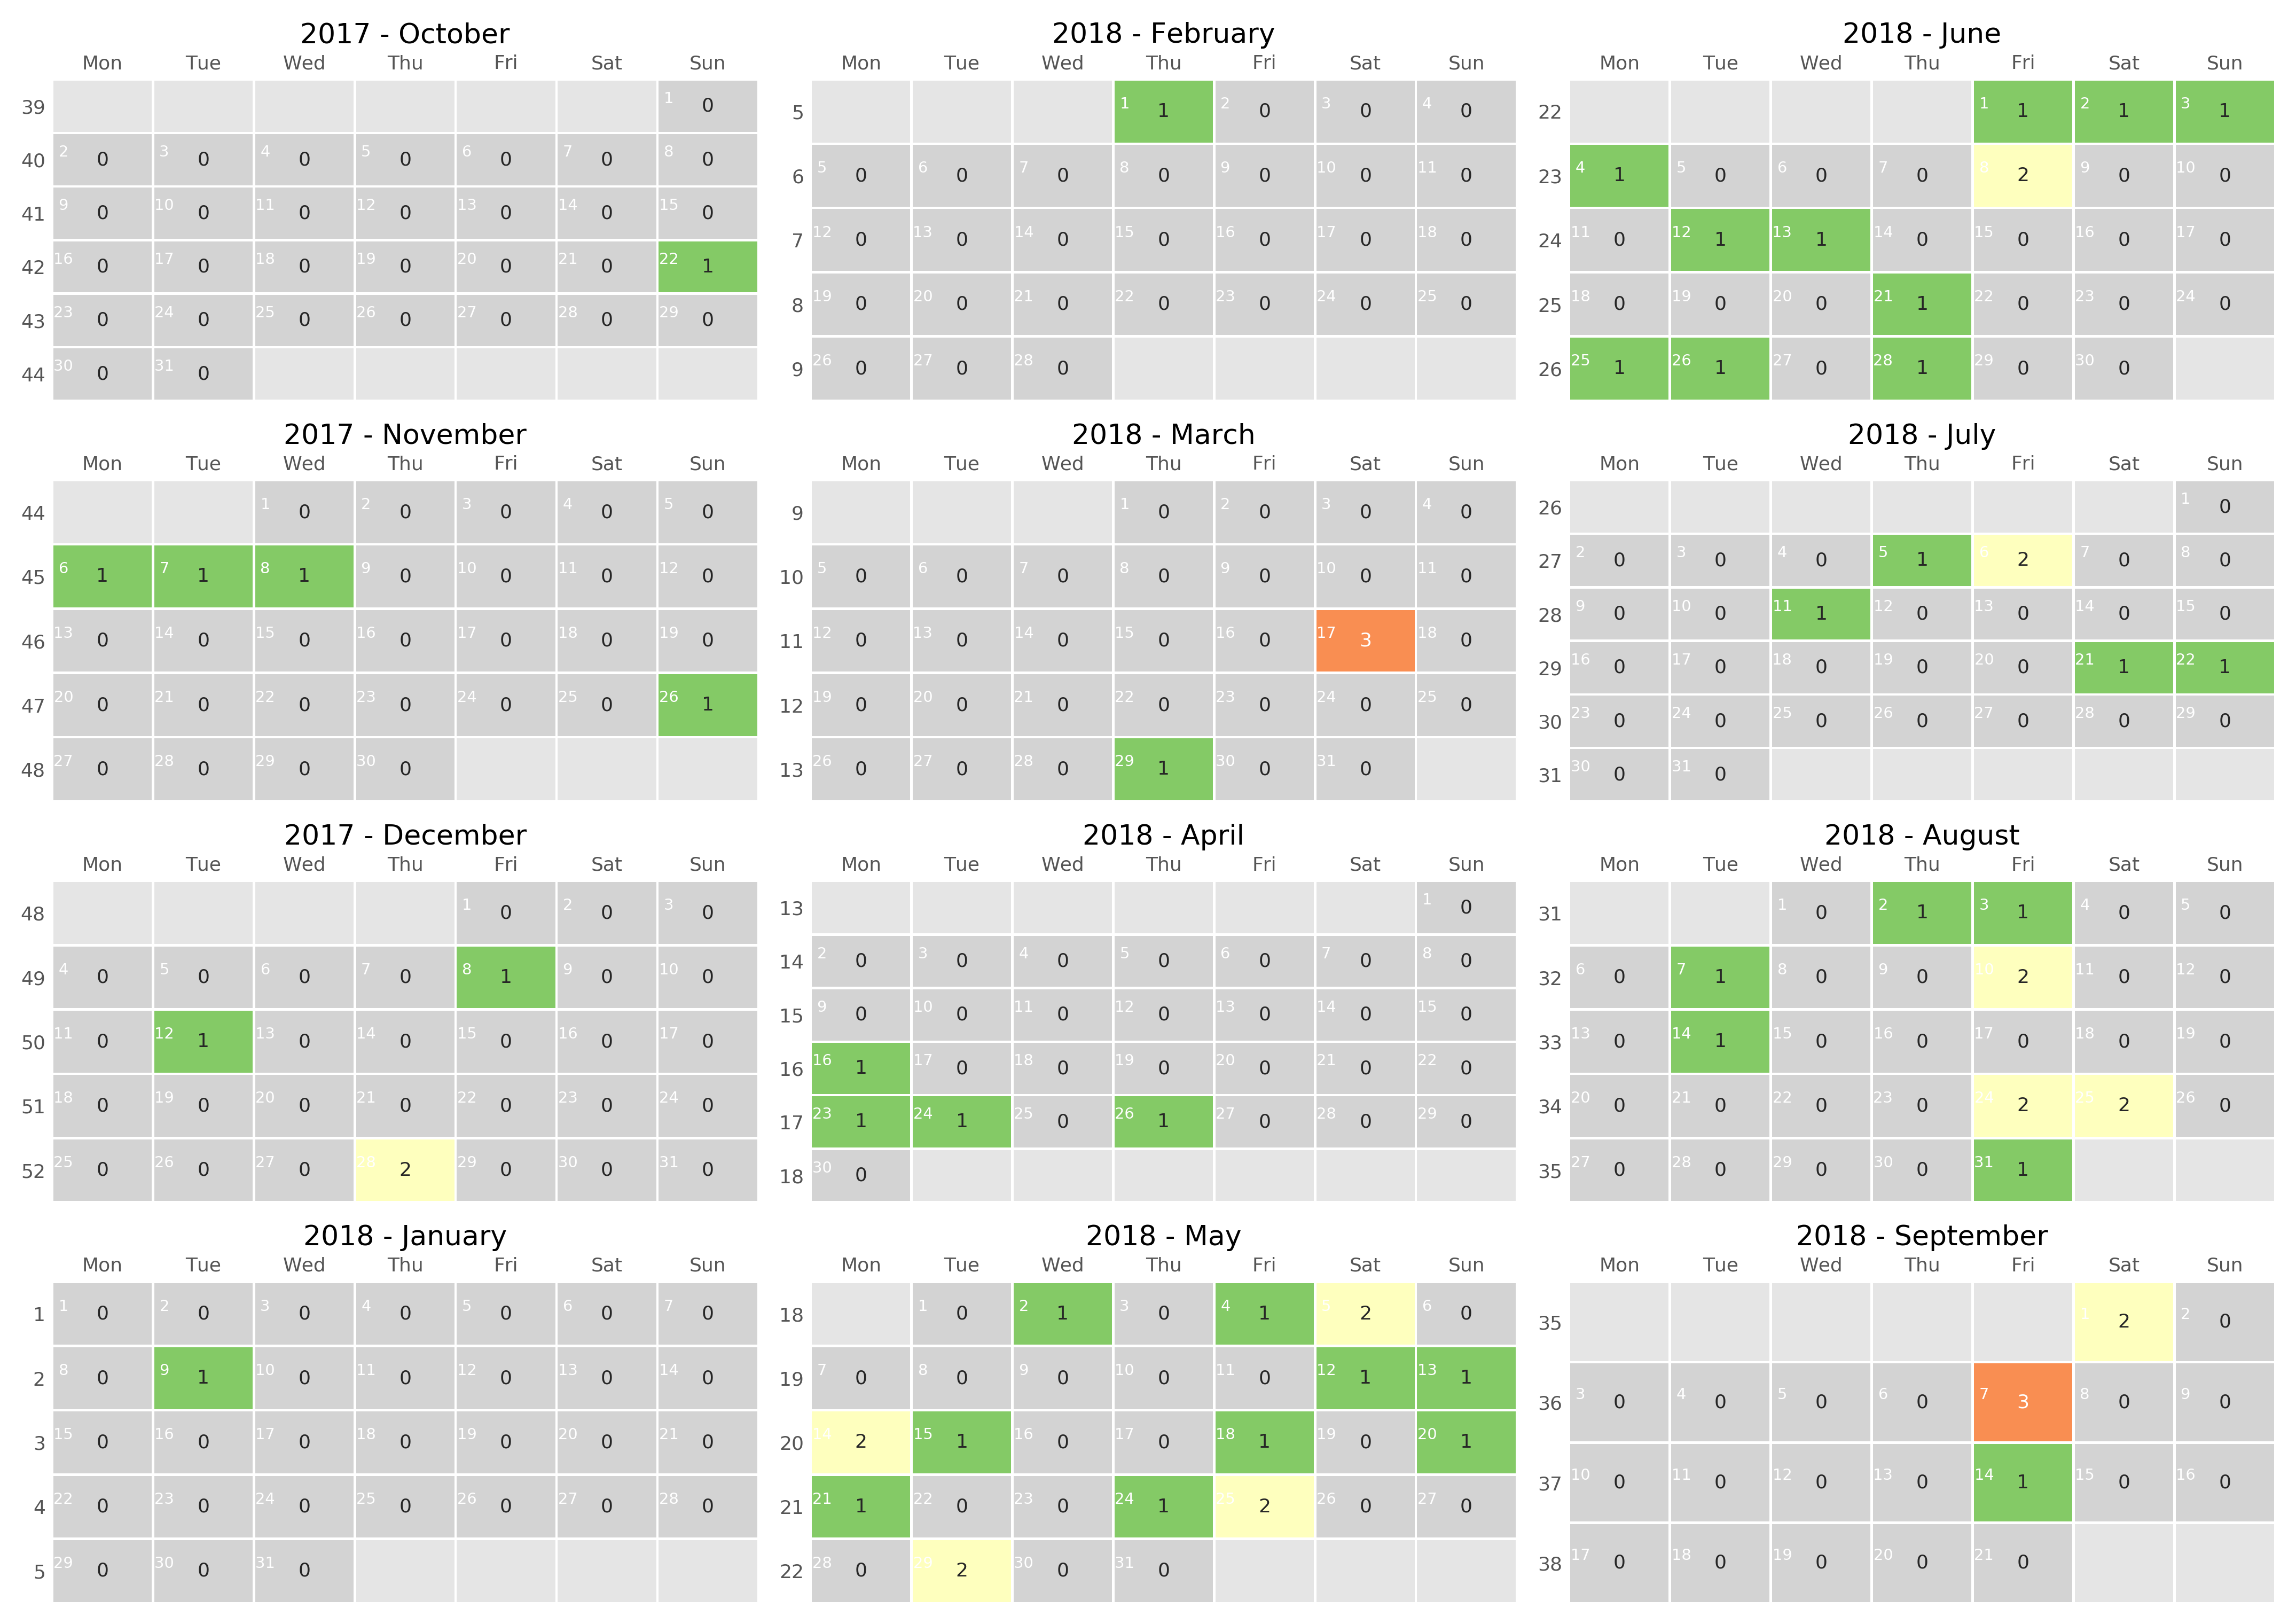 2017 - October
Mon Tue Wed Thu Fri Sat Sun
39 1 0
40 2 0 3 0 4 0 5 0 6 0 7 0 8 0
41 9 0 10 0 11 0 12 0 13 0 14 0 15 0
42 16 0 17 0 18 0 19 0 20 0 21 0 22 1
43 23 0 24 0 25 0 26 0 27 0 28 0 29 0
44 30 0 31 0
2017 - November
Mon Tue Wed Thu Fri Sat Sun
44 1 0 2 0 3 0 4 0 5 0
45 6 1 7 1 8 1 9 0 10 0 11 0 12 0
46 13 0 14 0 15 0 16 0 17 0 18 0 19 0
47 20 0 21 0 22 0 23 0 24 0 25 0 26 1
48 27 0 28 0 29 0 30 0
2017 - December
Mon Tue Wed Thu Fri Sat Sun
48 1 0 2 0 3 0
49 4 0 5 0 6 0 7 0 8 1 9 0 10 0
50 11 0 12 1 13 0 14 0 15 0 16 0 17 0
51 18 0 19 0 20 0 21 0 22 0 23 0 24 0
52 25 0 26 0 27 0 28 2 29 0 30 0 31 0
2018 - January
Mon Tue Wed Thu Fri Sat Sun
1 1 0 2 0 3 0 4 0 5 0 6 0 7 0
2 8 0 9 1 10 0 11 0 12 0 13 0 14 0
3 15 0 16 0 17 0 18 0 19 0 20 0 21 0
4 22 0 23 0 24 0 25 0 26 0 27 0 28 0
5 29 0 30 0 31 0
2018 - February
Mon Tue Wed Thu Fri Sat Sun
5 1 1 2 0 3 0 4 0
6 5 0 6 0 7 0 8 0 9 0 10 0 11 0
7 12 0 13 0 14 0 15 0 16 0 17 0 18 0
8 19 0 20 0 21 0 22 0 23 0 24 0 25 0
9 26 0 27 0 28 0
2018 - March
Mon Tue Wed Thu Fri Sat Sun
9 1 0 2 0 3 0 4 0
10 5 0 6 0 7 0 8 0 9 0 10 0 11 0
11 12 0 13 0 14 0 15 0 16 0 17 3 18 0
12 19 0 20 0 21 0 22 0 23 0 24 0 25 0
13 26 0 27 0 28 0 29 1 30 0 31 0
2018 - April
Mon Tue Wed Thu Fri Sat Sun
13 1 0
14 2 0 3 0 4 0 5 0 6 0 7 0 8 0
15 9 0 10 0 11 0 12 0 13 0 14 0 15 0
16 16 1 17 0 18 0 19 0 20 0 21 0 22 0
17 23 1 24 1 25 0 26 1 27 0 28 0 29 0
18 30 0
2018 - May
Mon Tue Wed Thu Fri Sat Sun
18 1 0 2 1 3 0 4 1 5 2 6 0
19 7 0 8 0 9 0 10 0 11 0 12 1 13 1
20 14 2 15 1 16 0 17 0 18 1 19 0 20 1
21 21 1 22 0 23 0 24 1 25 2 26 0 27 0
22 28 0 29 2 30 0 31 0
2018 - June
Mon Tue Wed Thu Fri Sat Sun
22 1 1 2 1 3 1
23 4 1 5 0 6 0 7 0 8 2 9 0 10 0
24 11 0 12 1 13 1 14 0 15 0 16 0 17 0
25 18 0 19 0 20 0 21 1 22 0 23 0 24 0
26 25 1 26 1 27 0 28 1 29 0 30 0
2018 - July
Mon Tue Wed Thu Fri Sat Sun
26 1 0
27 2 0 3 0 4 0 5 1 6 2 7 0 8 0
28 9 0 10 0 11 1 12 0 13 0 14 0 15 0
29 16 0 17 0 18 0 19 0 20 0 21 1 22 1
30 23 0 24 0 25 0 26 0 27 0 28 0 29 0
31 30 0 31 0
2018 - August
Mon Tue Wed Thu Fri Sat Sun
31 1 0 2 1 3 1 4 0 5 0
32 6 0 7 1 8 0 9 0 10 2 11 0 12 0
33 13 0 14 1 15 0 16 0 17 0 18 0 19 0
34 20 0 21 0 22 0 23 0 24 2 25 2 26 0
35 27 0 28 0 29 0 30 0 31 1
2018 - September
Mon Tue Wed Thu Fri Sat Sun
35 1 2 2 0
36 3 0 4 0 5 0 6 0 7 3 8 0 9 0
37 10 0 11 0 12 0 13 0 14 1 15 0 16 0
38 17 0 18 0 19 0 20 0 21 0